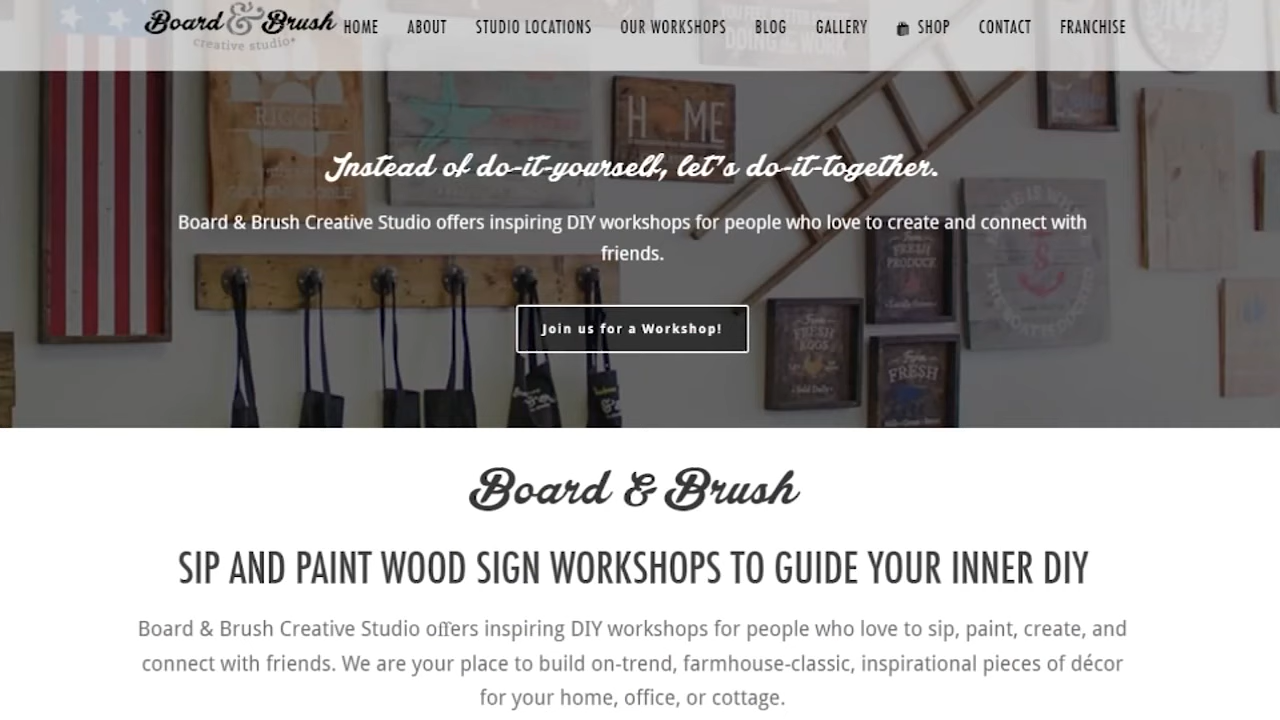 Board & Brush
creative studio
HOME ABOUT STUDIO LOCATIONS OUR WORKSHOPS BLOG GALLERY SHOP CONTACT FRANCHISE
RIGGS
H ME
Instead of do-it-yourself, let's do-it-together.
Board & Brush Creative Studio offers inspiring DIY workshops for people who love to create and connect with
friends.
FRESH
PRODUCE
FRESH
EGGS
FRESH
Join us for a Workshop!
Board & Brush
SIP AND PAINT WOOD SIGN WORKSHOPS TO GUIDE YOUR INNER DIY
Board & Brush Creative Studio offers inspiring DIY workshops for people who love to sip, paint, create, and
connect with friends. We are your place to build on-trend, farmhouse-classic, inspirational pieces of décor
for your home, office, or cottage.